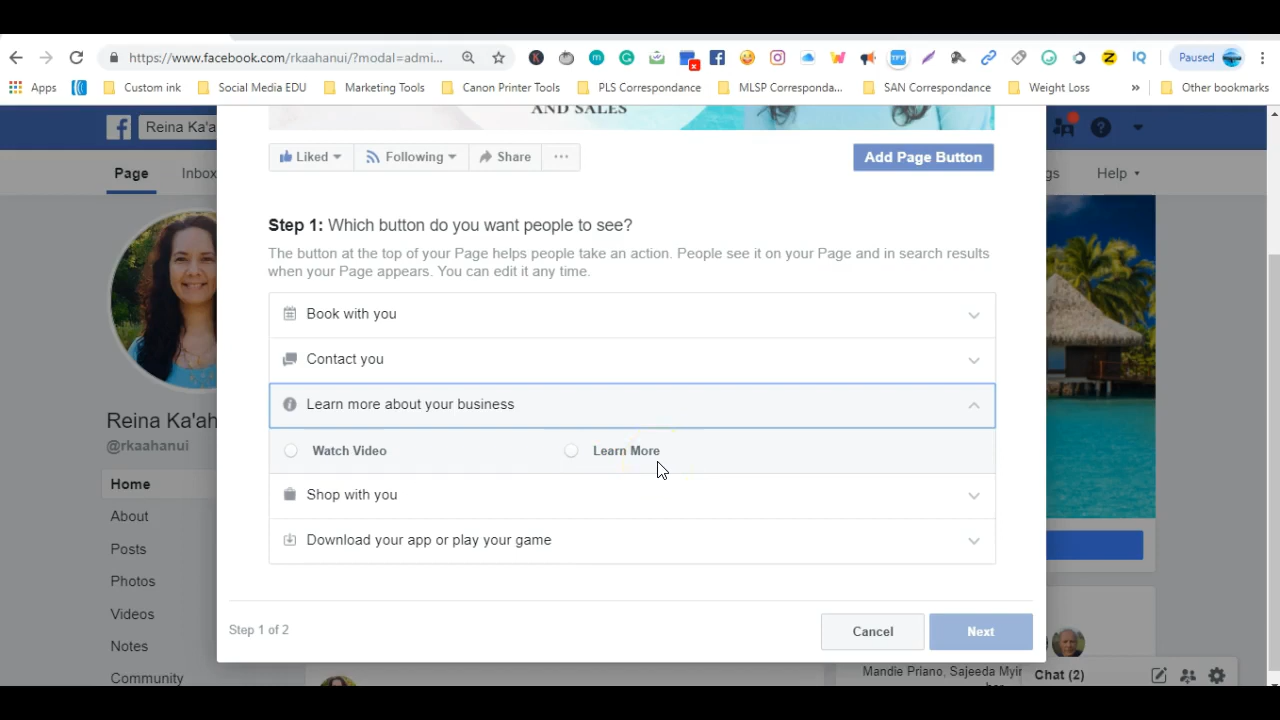 https://www.facebook.com/rkaahanui/?modal=admi...
Paused
Apps
Custom ink
Social Media EDU
Marketing Tools
Canon Printer Tools
PLS Correspondance
MLSP Corresponda...
SAN Correspondance
Weight Loss
»
Other bookmarks
Reina Ka'a
Page
Inbox
gs
Help
AND SALES
Liked
Following
Share
Add Page Button
Step 1: Which button do you want people to see?
The button at the top of your Page helps people take an action. People see it on your Page and in search results
when your Page appears. You can edit it any time.
Book with you
Contact you
Learn more about your business
Watch Video
Learn More
Shop with you
Download your app or play your game
Step 1 of 2
Cancel
Next
Reina Ka'ah
@rkaahanui
Home
About
Posts
Photos
Videos
Notes
Community
Mandie Priano, Sajeeda Myir
Chat (2)